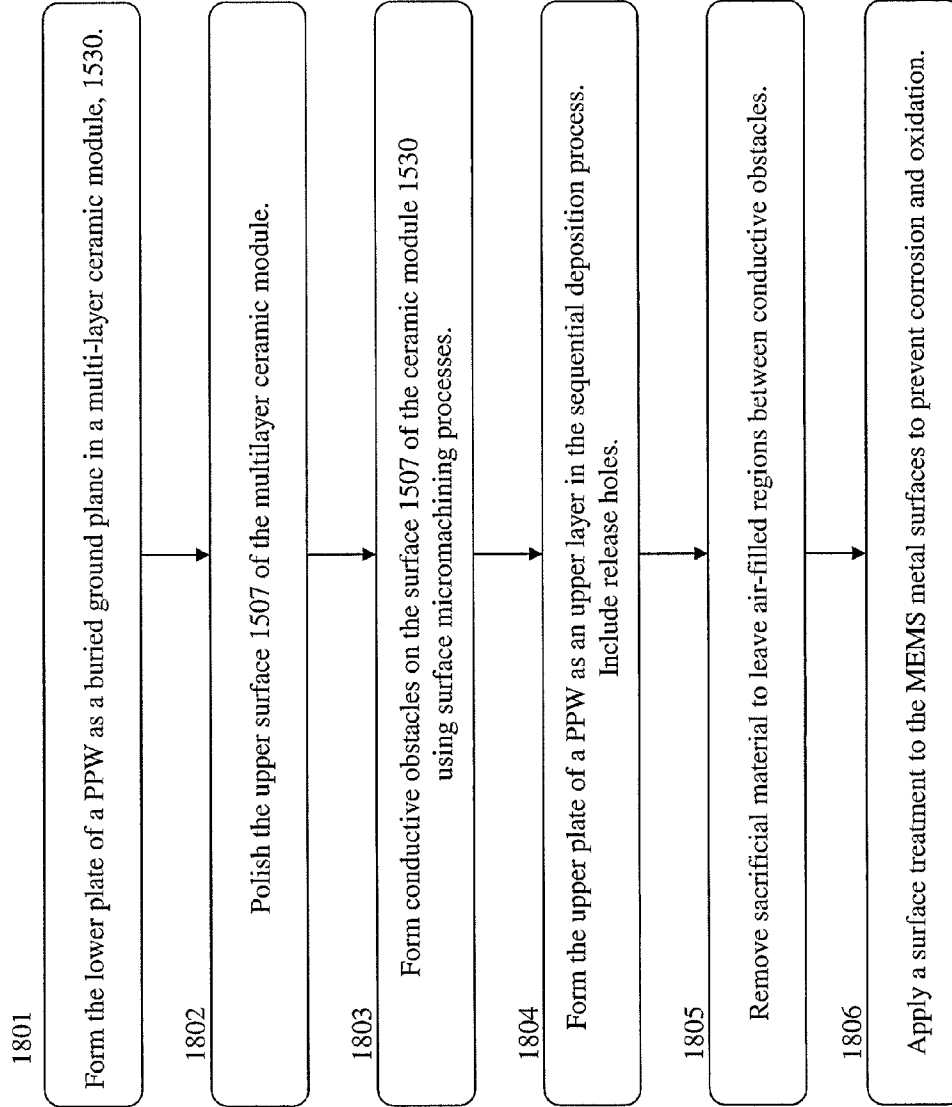 1801
Form the lower plate of a PPW as a buried ground plane in a multi-layer ceramic module, 1530.
1802
Polish the upper surface 1507 of the multilayer ceramic module.
1803
Form conductive obstacles on the surface 1507 of the ceramic module 1530
using surface micromachining processes.
1804
Form the upper plate of a PPW as an upper layer in the sequential deposition process.
Include release holes.
1805
Remove sacrificial material to leave air-filled regions between conductive obstacles.
1806
Apply a surface treatment to the MEMS metal surfaces to prevent corrosion and oxidation.